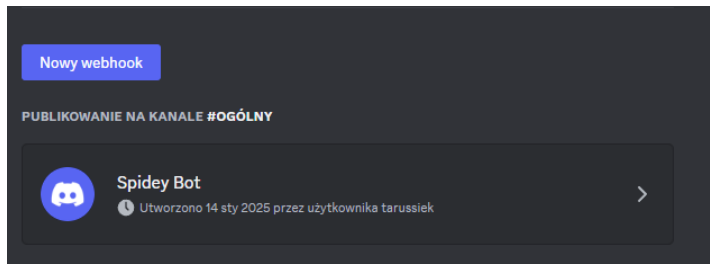 Nowy webhook
PUBLIKOWANIE NA KANALE #OGÓLNY
Spidey Bot
Utworzono 14 sty 2025 przez użytkownika tarussiek